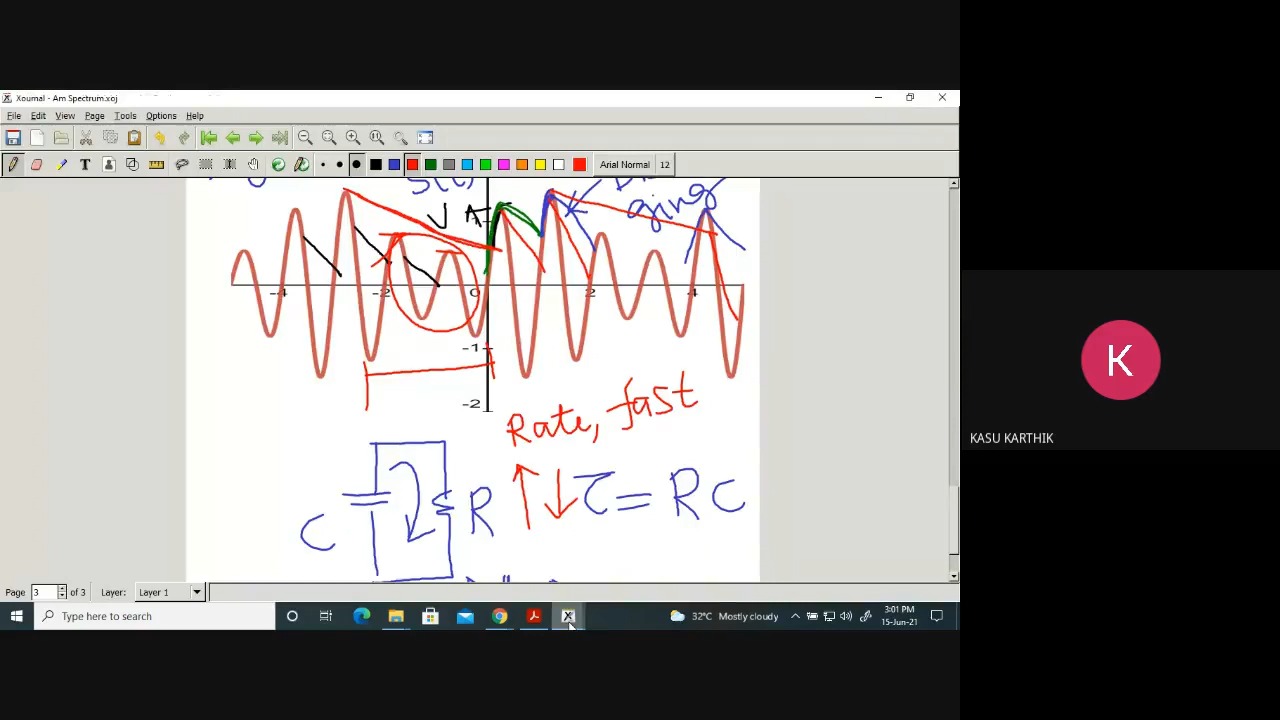 Xournal - Am Spectrum.xoj
File Edit View Page Tools Options Help
Arial Normal 12
S(t)
aging
VA
-4 -2 0 2 4
-1
-2
Rate, fast
C R τ = RC
Page 3 of 3 Layer: Layer 1
Type here to search
32°C Mostly cloudy
3:01 PM
15-Jun-21
K
KASU KARTHIK